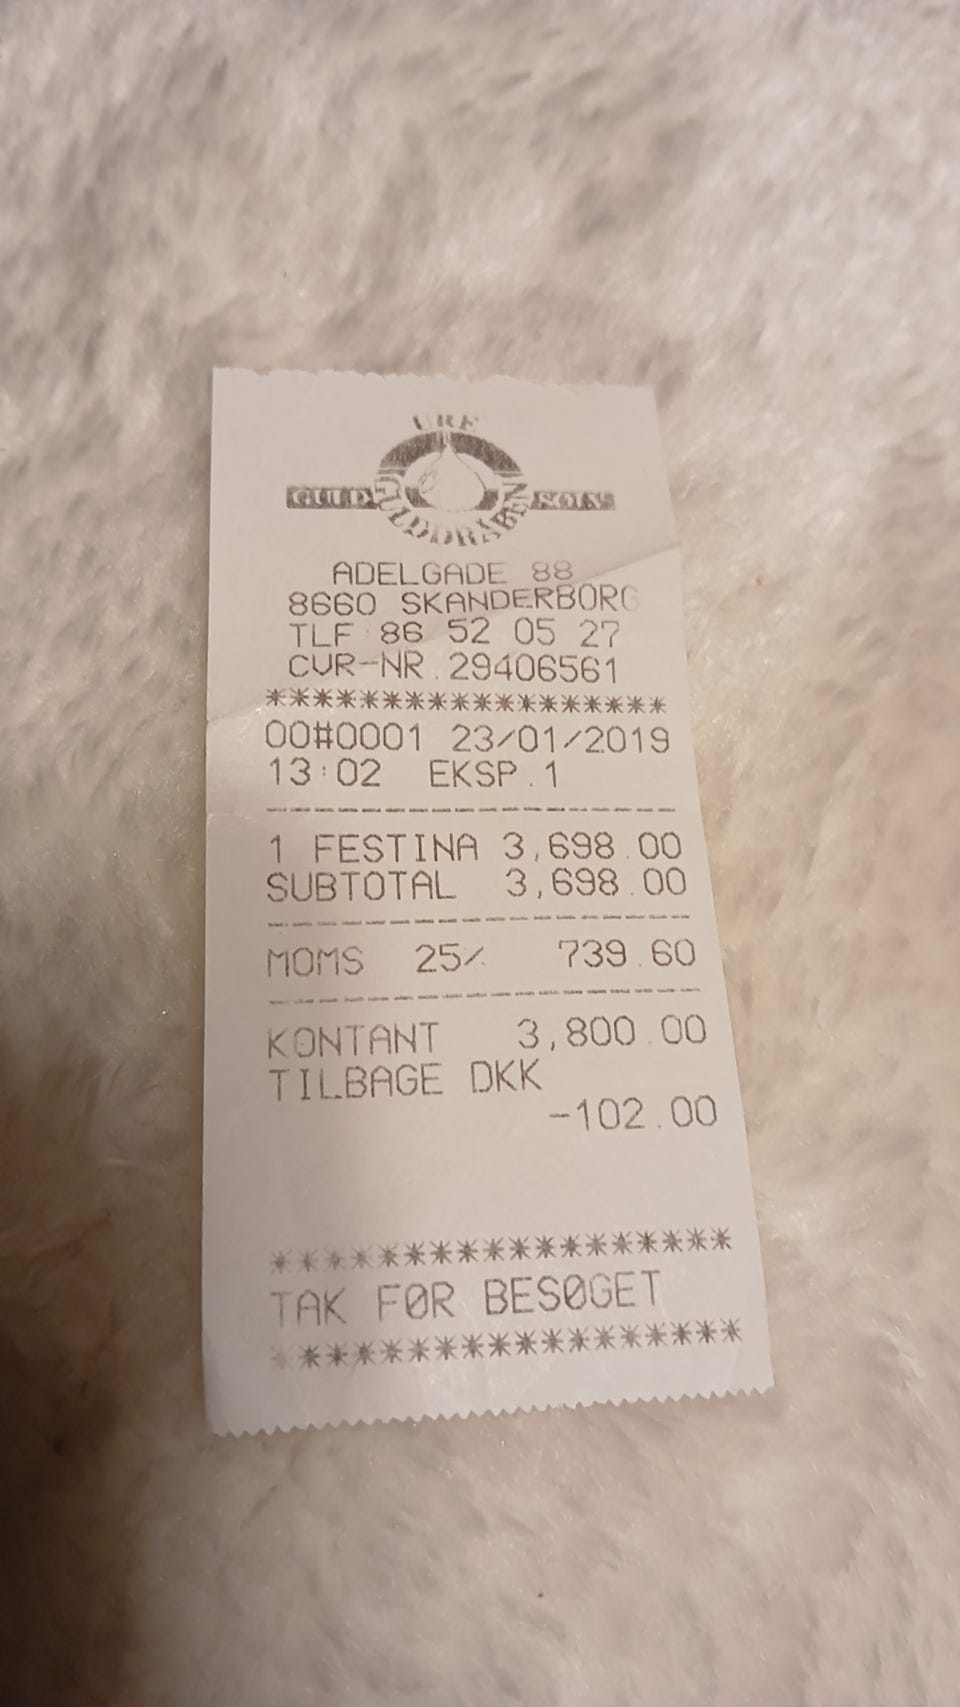 URE
GULD GULDDRÅBEN SØLV
ADELGADE 88
8660 SKANDERBORG
TLF 86 52 05 27
CVR-NR.29406561
*****************
00#0001 23/01/2019
13:02 EKSP.1
1 FESTINA 3,698.00
SUBTOTAL 3,698.00
MOMS 25% 739.60
KONTANT 3,800.00
TILBAGE DKK
-102.00
******************
TAK FØR BESØGET
******************